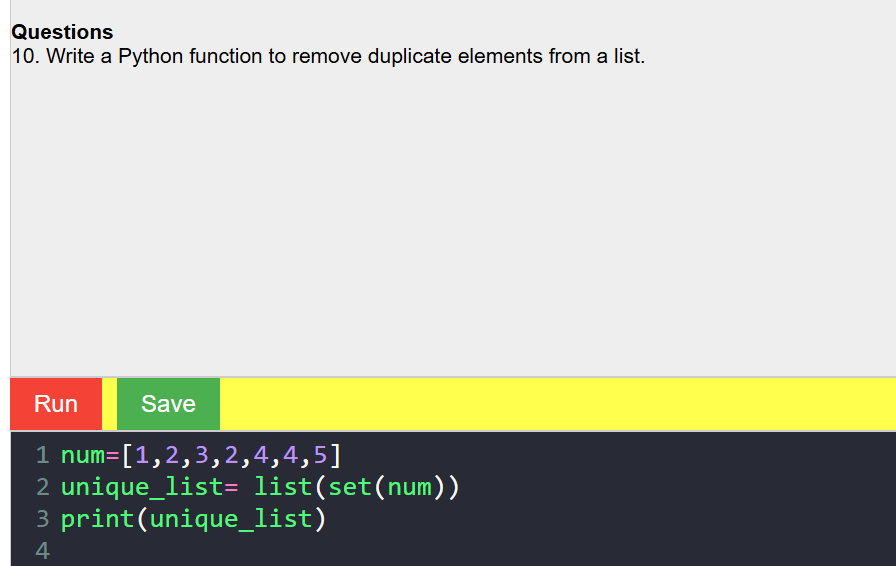 Questions
10. Write a Python function to remove duplicate elements from a list.
Run Save
1 num=[1,2,3,2,4,4,5]
2 unique_list= list(set(num))
3 print(unique_list)
4